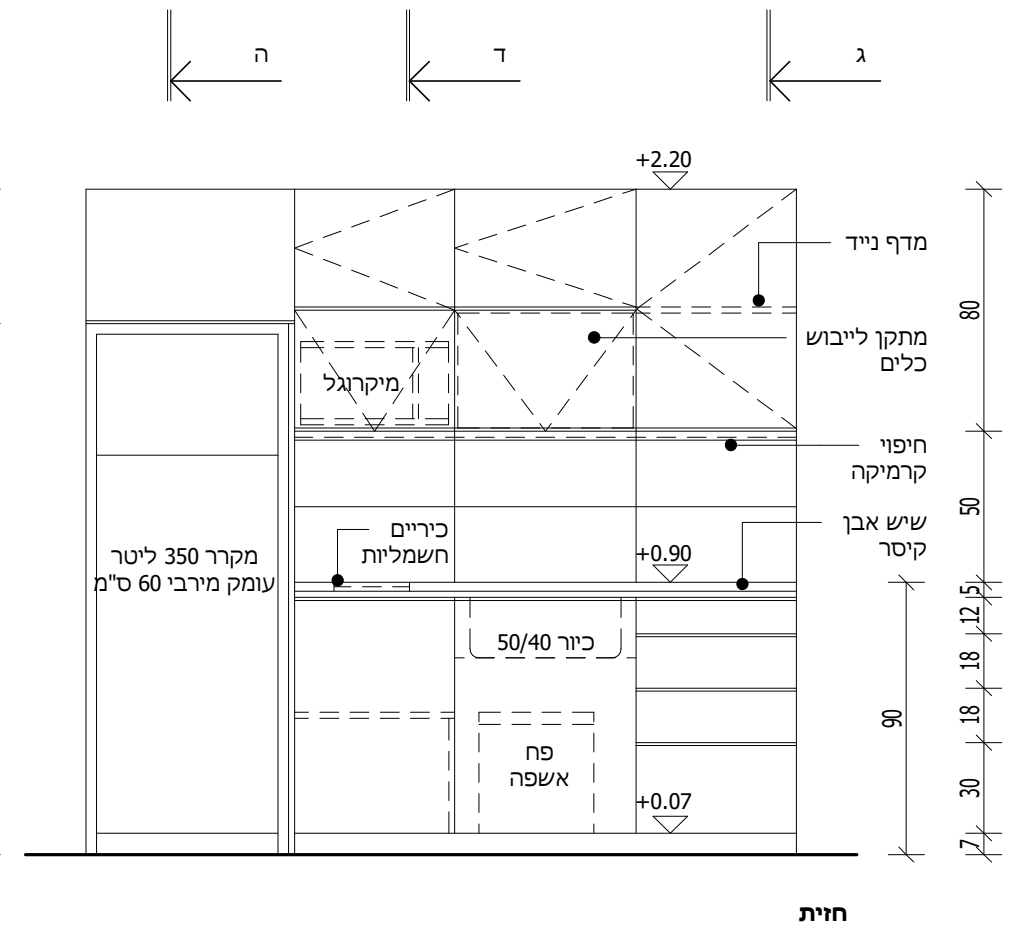 ג
ד
ה
+2.20
מדף נייד
80
מתקן לייבוש
כלים
מיקרוגל
חיפוי
קרמיקה
50
שיש אבן
קיסר
כיריים
חשמליות
+0.90
מקרר 350 ליטר
עומק מירבי 60 ס"מ
5
12
כיור 50/40
18
18
90
פח
אשפה
30
+0.07
7
חזית